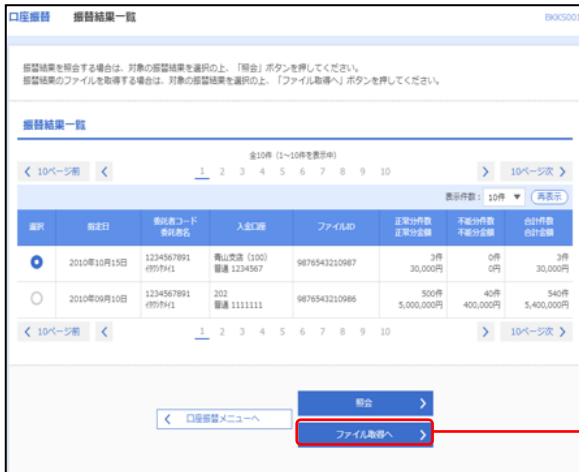 口座振替 振替結果一覧 BKKS001
振替結果を照会する場合は、対象の振替結果を選択の上、「照会」ボタンを押してください。
振替結果のファイルを取得する場合は、対象の振替結果を選択の上、「ファイル取得へ」ボタンを押してください。
振替結果一覧
全10件 (1~10件を表示中)
10ページ前 1 2 3 4 5 6 7 8 9 10 10ページ次
表示件数: 10件 再表示
選択 指定日 委託者コード 委託者名 入金口座 ファイルID 正常分件数 正常分金額 不能分件数 不能分金額 合計件数 合計金額
2010年10月15日 1234567891 青山支店 (100) 普通 1234567 9876543210987 3件 30,000円 0件 0円 3件 30,000円
2010年09月10日 1234567891 202 普通 1111111 9876543210986 500件 5,000,000円 40件 400,000円 540件 5,400,000円
10ページ前 1 2 3 4 5 6 7 8 9 10 10ページ次
照会
口座振替メニューへ
ファイル取得へ